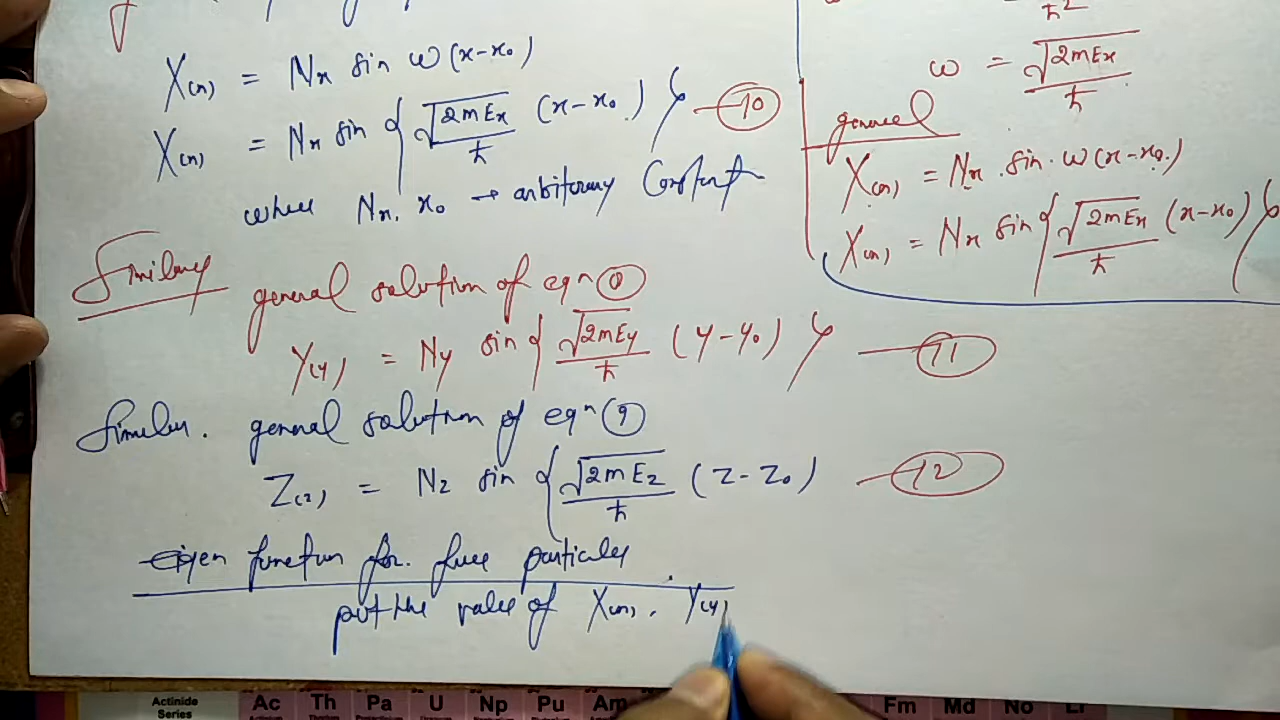 X(x) = Nx sin ω(x-x₀)
X(x) = Nx sin { √2mEx / ħ (x-x₀) } — 10
where Nx, x₀ → arbitrary Constant
Similarly general solution of eqⁿ 8
Y(y) = Ny sin { √2mEy / ħ (y-y₀) } — 11
Similar. general solution of eqⁿ 9
Z(z) = Nz sin { √2mEz / ħ (z-z₀) — 12
Eigen function for free particles
put the value of X(x), Y(y)
ħ²
ω = √2mEx / ħ
general
X(x) = Nx . sin . ω(x-x₀)
X(x) = Nx sin { √2mEx / ħ (x-x₀) }
Actinide Series Ac Th Pa U Np Pu Am Fm Md No Lr